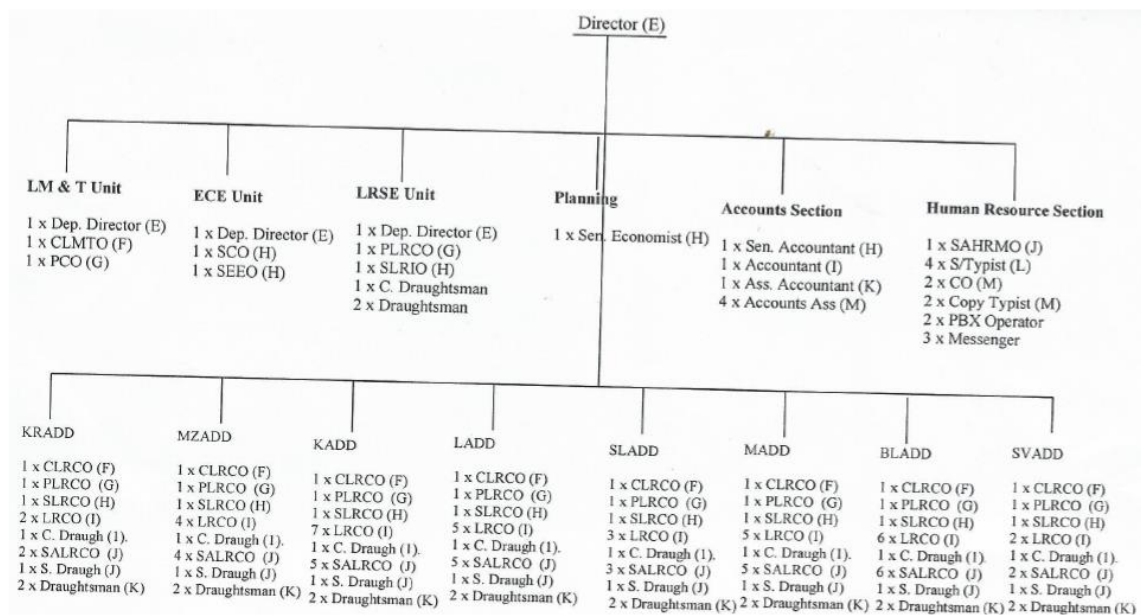 Director (E)
LM & T Unit
1 x Dep. Director (E)
1 x CLMTO (F)
1 x PCO (G)
ECE Unit
1 x Dep. Director (E)
1 x SCO (H)
1 x SEEO (H)
LRSE Unit
1 x Dep. Director (E)
1 x PLRCO (G)
1 x SLRIO (H)
1 x C. Draughtsman
2 x Draughtsman
Planning
1 x Sen. Economist (H)
Accounts Section
1 x Sen. Accountant (H)
1 x Accountant (I)
1 x Ass. Accountant (K)
4 x Accounts Ass (M)
Human Resource Section
1 x SAHRMO (J)
4 x S/Typist (L)
2 x CO (M)
2 x Copy Typist (M)
2 x PBX Operator
3 x Messenger
KRADD
1 x CLRCO (F)
1 x PLRCO (G)
1 x SLRCO (H)
2 x LRCO (I)
1 x C. Draugh (1).
2 x SALRCO (J)
1 x S. Draugh (J)
2 x Draughtsman (K)
MZADD
1 x CLRCO (F)
1 x PLRCO (G)
1 x SLRCO (H)
4 x LRCO (I)
1 x C. Draugh (1).
4 x SALRCO (J)
1 x S. Draugh (J)
2 x Draughtsman (K)
KADD
1 x CLRCO (F)
1 x PLRCO (G)
1 x SLRCO (H)
7 x LRCO (I)
1 x C. Draugh (1).
5 x SALRCO (J)
1 x S. Draugh (J)
2 x Draughtsman (K)
LADD
1 x CLRCO (F)
1 x PLRCO (G)
1 x SLRCO (H)
5 x LRCO (I)
1 x C. Draugh (1).
5 x SALRCO (J)
1 x S. Draugh (J)
2 x Draughtsman (K)
SLADD
1 x CLRCO (F)
1 x PLRCO (G)
1 x SLRCO (H)
3 x LRCO (I)
1 x C. Draugh (1).
3 x SALRCO (J)
1 x S. Draugh (J)
2 x Draughtsman (K)
MADD
1 x CLRCO (F)
1 x PLRCO (G)
1 x SLRCO (H)
5 x LRCO (I)
1 x C. Draugh (1).
5 x SALRCO (J)
1 x S. Draugh (J)
2 x Draughtsman (K)
BLADD
1 x CLRCO (F)
1 x PLRCO (G)
1 x SLRCO (H)
6 x LRCO (I)
1 x C. Draugh (1).
6 x SALRCO (J)
1 x S. Draugh (J)
2 x Draughtsman (K)
SVADD
1 x CLRCO (F)
1 x PLRCO (G)
1 x SLRCO (H)
2 x LRCO (I)
1 x C. Draugh (1).
2 x SALRCO (J)
1 x S. Draugh (J)
2 x Draughtsman (K)